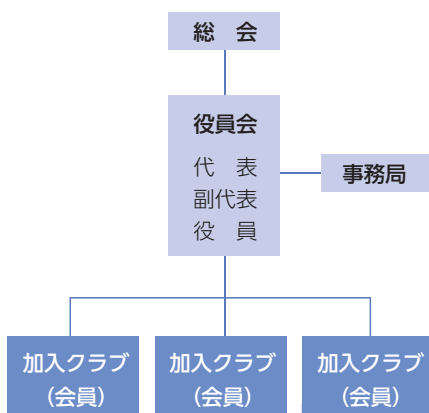 総　会
役員会
代　表
副代表
役　員
事務局
加入クラブ
(会員)
加入クラブ
(会員)
加入クラブ
(会員)